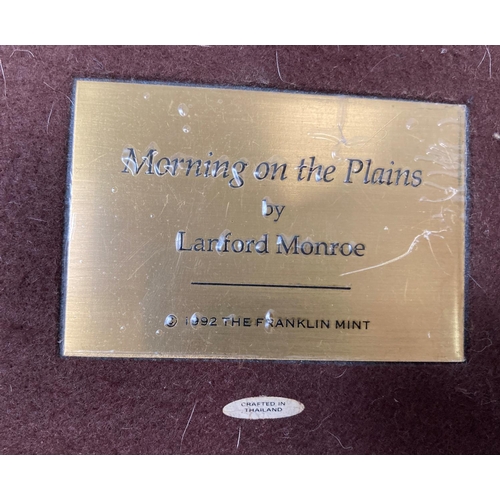 Morning on the Plains
by
Lanford Monroe
© 1992 THE FRANKLIN MINT
CRAFTED IN
THAILAND